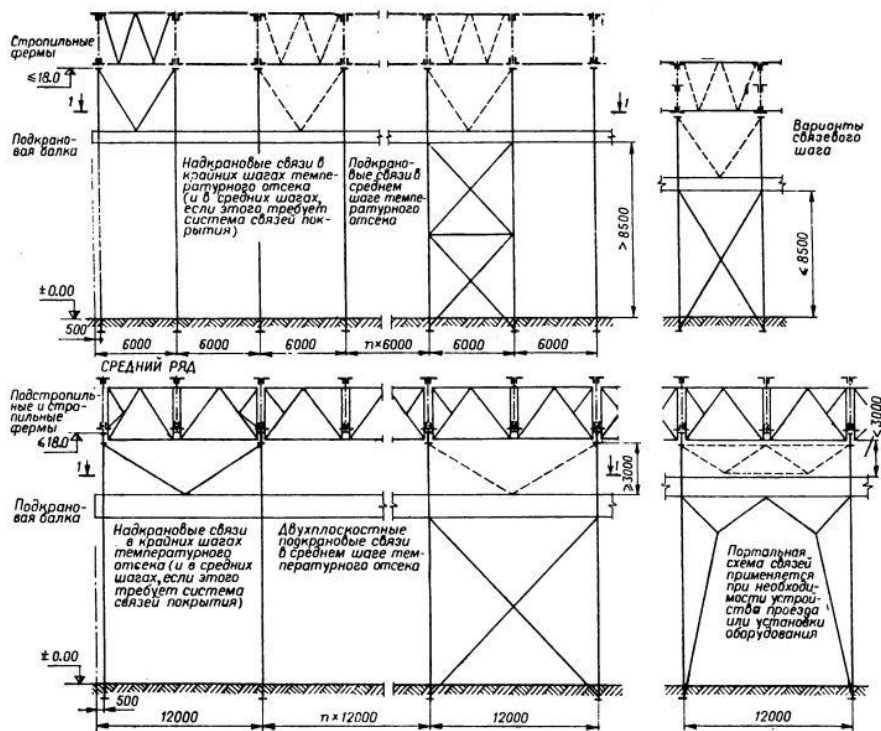 Стропильные
фермы
≤18.0
1
1
Подкрано-
вая балка
Надкрановые связи в
крайних шагах темпе-
ратурного отсека
(и в средних шагах,
если этого требует
система связей пок-
рытия)
Подкрано-
вые связи в
среднем
шаге темпе-
ратурного
отсека
> 8500
Варианты
связевого
шага
≤ 8500
±0.00
500
6000
6000
6000
n×6000
6000
6000
СРЕДНИЙ РЯД
Подстропиль-
ные и стро-
пильные
фермы
≤18.0
1
1
≥3000
<3000
Подкрано-
вая балка
Надкрановые связи
в крайних шагах
температурного
отсека (и в средних
шагах, если этого
требует система
связей покрытия)
Двухплоскостные
подкрановые связи
в среднем шаге тем-
пературного отсека
Портальная
схема связей
применяется
при необходи-
мости устрой-
ства проезда
или установки
оборудования
±0.00
500
12000
n×12000
12000
12000